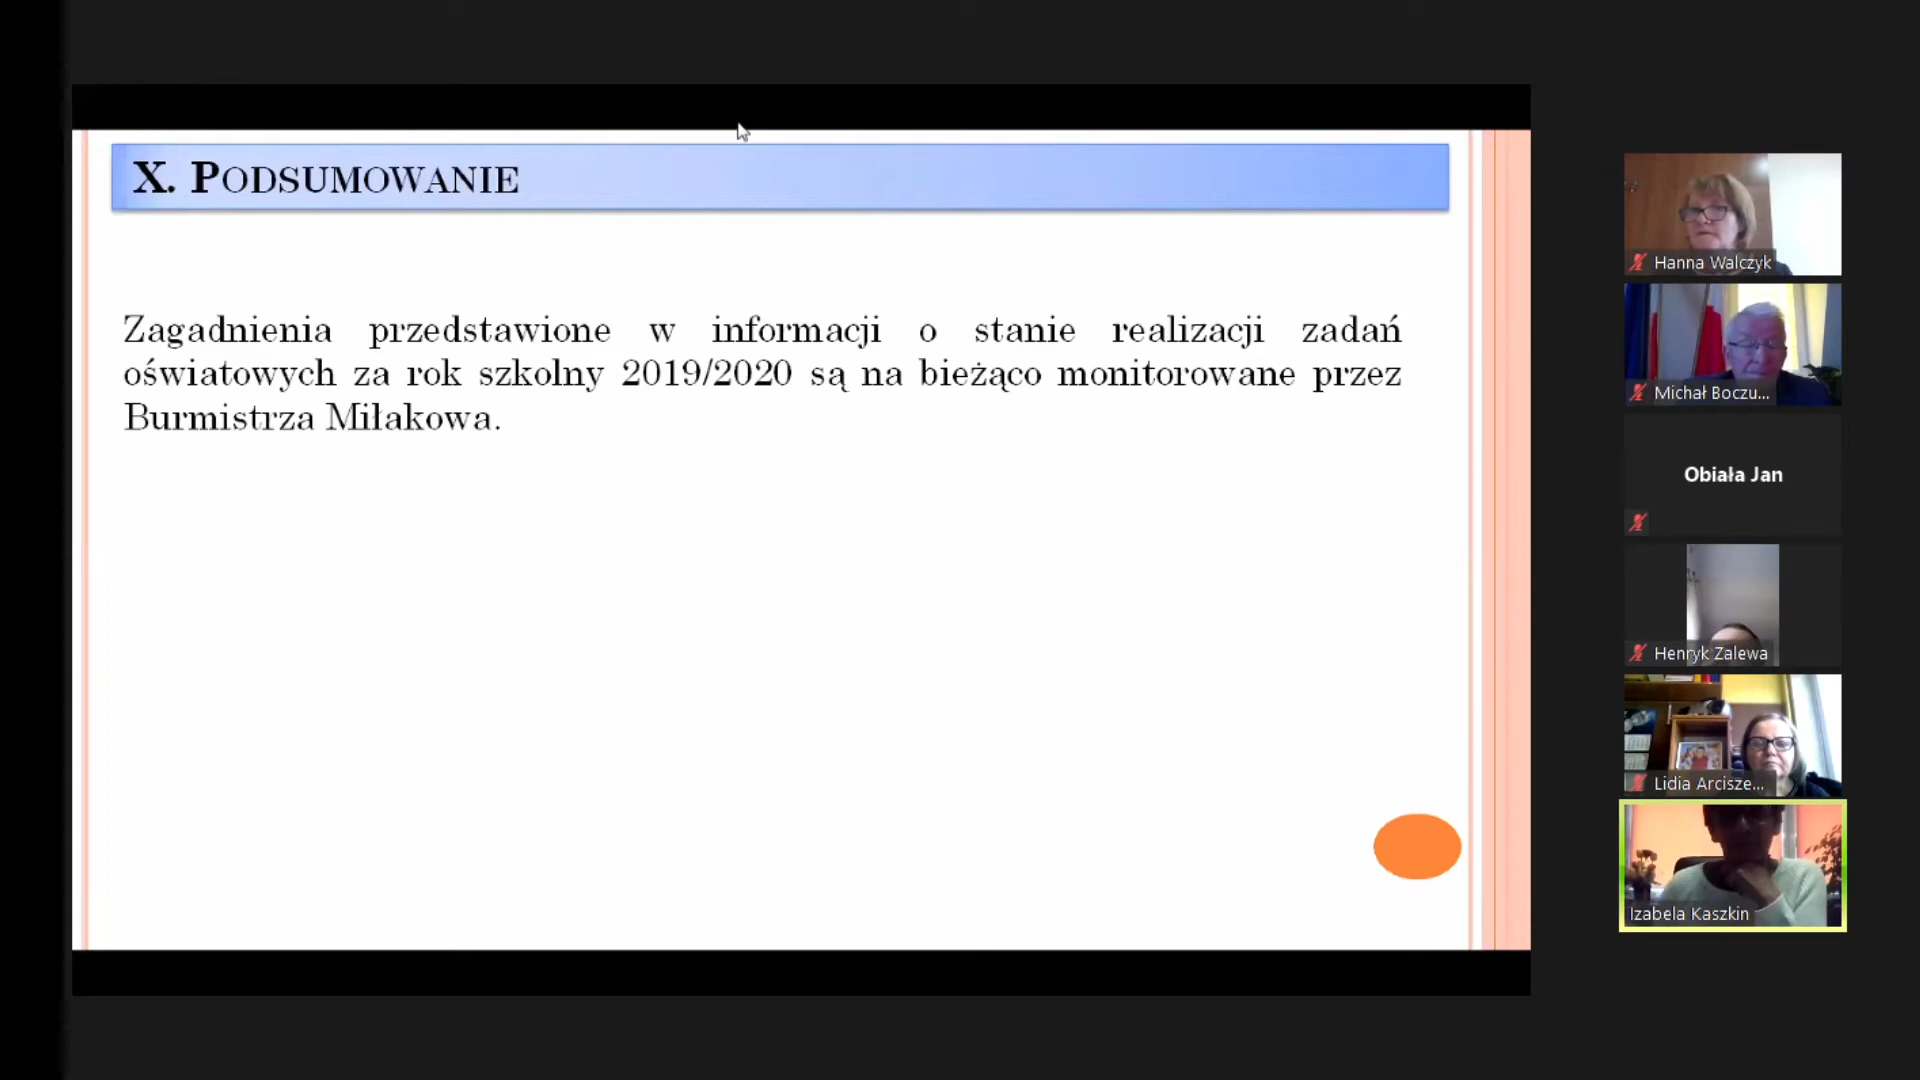 X. Podsumowanie
Zagadnienia przedstawione w informacji o stanie realizacji zadań
oświatowych za rok szkolny 2019/2020 są na bieżąco monitorowane przez
Burmistrza Miłakowa.
Hanna Walczyk
Michał Boczu...
Obiała Jan
Henryk Zalewa
Lidia Arcisze...
Izabela Kaszkin